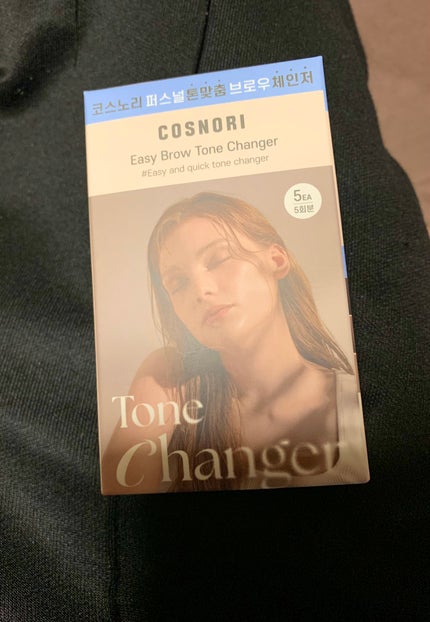 코스노리 퍼스널톤맞춤 브로우체인저
COSNORI
Easy Brow Tone Changer
#Easy and quick tone changer
5EA
5회분
Tone
Changer